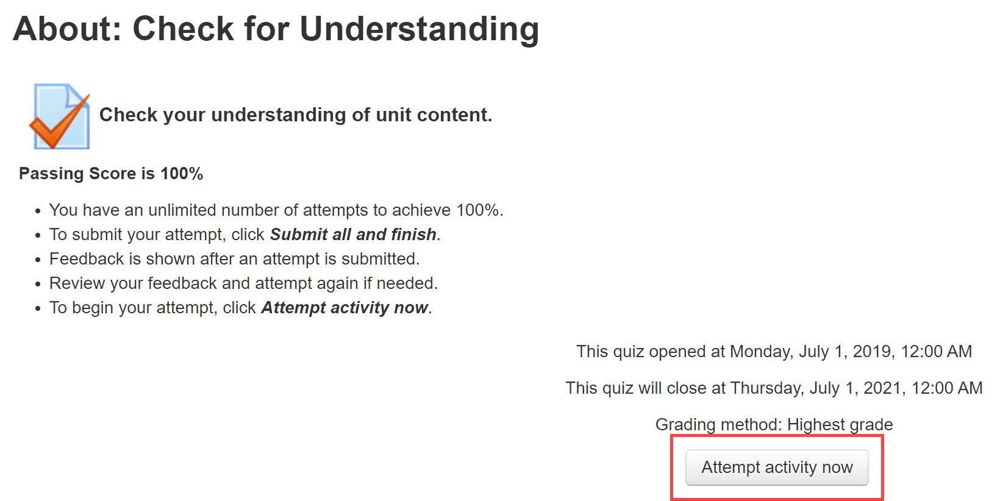 About: Check for Understanding
Check your understanding of unit content.
Passing Score is 100%
You have an unlimited number of attempts to achieve 100%.
To submit your attempt, click Submit all and finish.
Feedback is shown after an attempt is submitted.
Review your feedback and attempt again if needed.
To begin your attempt, click Attempt activity now.
This quiz opened at Monday, July 1, 2019, 12:00 AM
This quiz will close at Thursday, July 1, 2021, 12:00 AM
Grading method: Highest grade
Attempt activity now